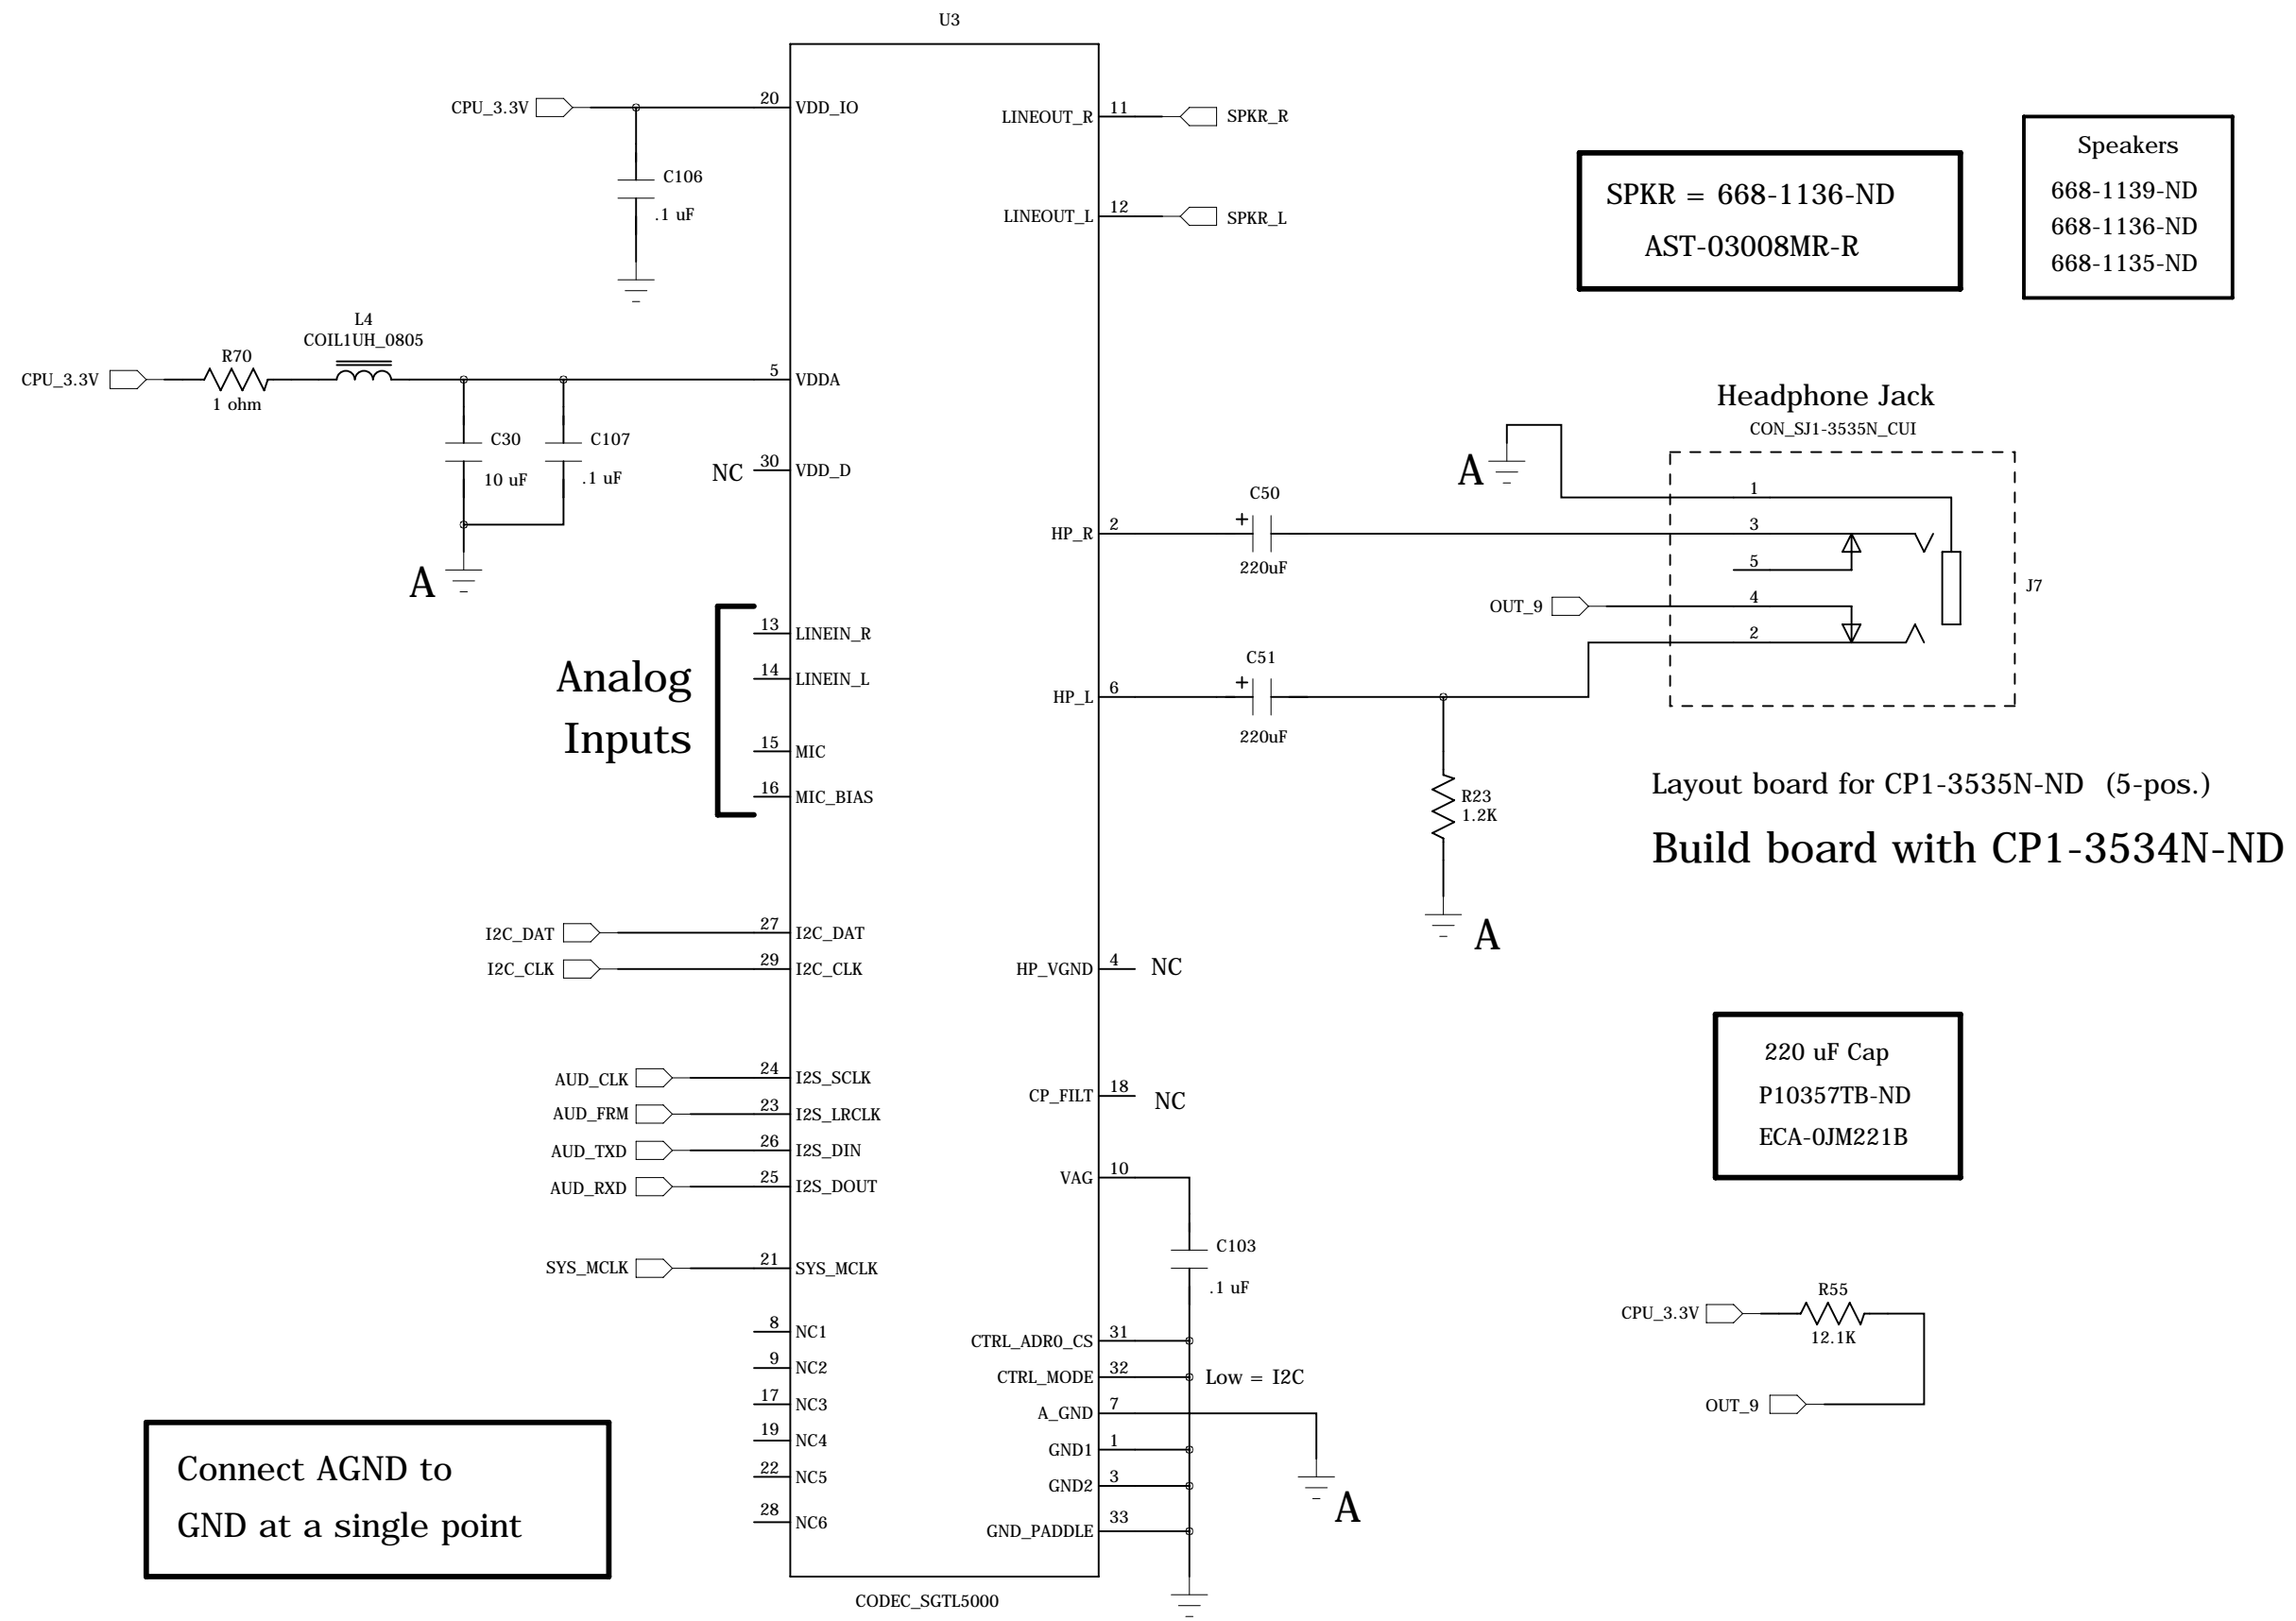 U3
CPU_3.3V
20
VDD_IO
C106
.1 uF
LINEOUT_R
11
SPKR_R
LINEOUT_L
12
SPKR_L
SPKR = 668-1136-ND
AST-03008MR-R
Speakers
668-1139-ND
668-1136-ND
668-1135-ND
L4
COIL1UH_0805
CPU_3.3V
R70
1 ohm
5
VDDA
C30
10 uF
C107
.1 uF
A
NC
30
VDD_D
Headphone Jack
CON_SJ1-3535N_CUI
A
1
3
5
4
2
J7
HP_R
2
C50
+
220uF
OUT_9
HP_L
6
C51
+
220uF
R23
1.2K
A
Analog
Inputs
13
LINEIN_R
14
LINEIN_L
15
MIC
16
MIC_BIAS
Layout board for CP1-3535N-ND (5-pos.)
Build board with CP1-3534N-ND
I2C_DAT
27
I2C_DAT
I2C_CLK
29
I2C_CLK
HP_VGND
4
NC
AUD_CLK
24
I2S_SCLK
AUD_FRM
23
I2S_LRCLK
AUD_TXD
26
I2S_DIN
AUD_RXD
25
I2S_DOUT
CP_FILT
18
NC
220 uF Cap
P10357TB-ND
ECA-0JM221B
VAG
10
C103
.1 uF
SYS_MCLK
21
SYS_MCLK
8
NC1
9
NC2
17
NC3
19
NC4
22
NC5
28
NC6
CTRL_ADR0_CS
31
CTRL_MODE
32
Low = I2C
A_GND
7
GND1
1
GND2
3
GND_PADDLE
33
A
CPU_3.3V
R55
12.1K
OUT_9
Connect AGND to
GND at a single point
CODEC_SGTL5000